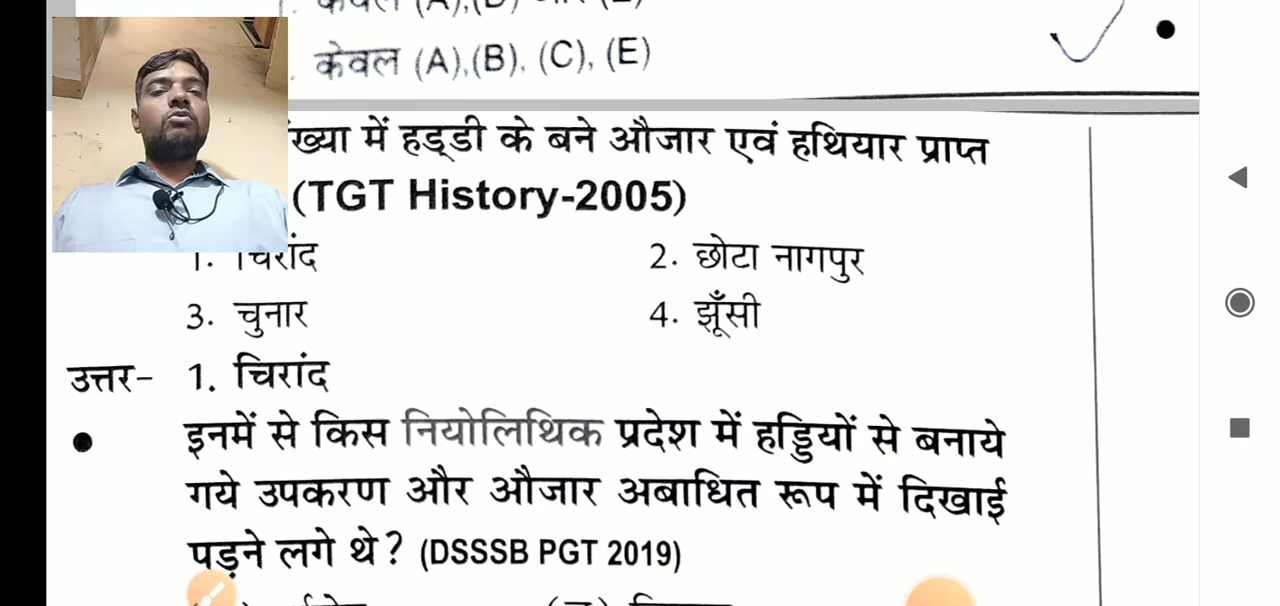 केवल (A),(B), (C), (E)
में हड्डी के बने औजार एवं हथियार प्राप्त
(TGT History-2005)
1. चिरांद
2. छोटा नागपुर
3. चुनार
4. झूँसी
उत्तर- 1. चिरांद
इनमें से किस नियोलिथिक प्रदेश में हड्डियों से बनाये
गये उपकरण और औजार अबाधित रूप में दिखाई
पड़ने लगे थे? (DSSSB PGT 2019)